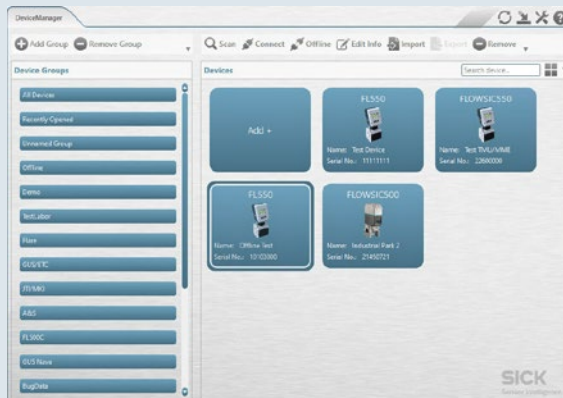 DeviceManager
Add Group Remove Group
Scan Connect Offline Edit Info Import Export Remove
Device Groups
Devices
Search device..
All Devices
Recently Opened
Unnamed Group
Offline
Demo
TestLabor
Flare
GUS/ETC
A&S
FL500C
GUS Nava
BugData
Add +
FL550
Name: Test Device
Serial No.: 11111111
FLOWSIC550
Name: Test TMU/MME
Serial No.: 22600000
FL550
Name: Offline Test
Serial No.: 10102000
FLOWSIC500
Name: Industrial Park 2
Serial No.: 21450721
SICK
Sensor Intelligence